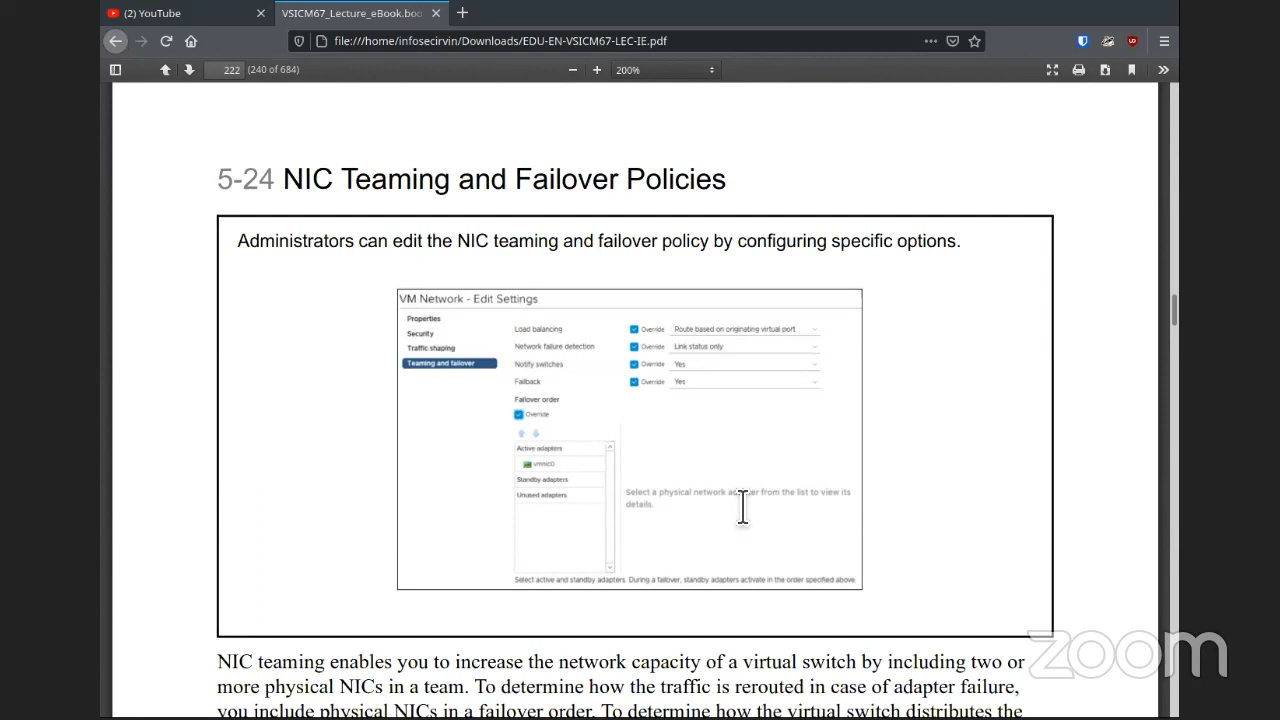 (2) YouTube
VSICM67_Lecture_eBook.boo
file:///home/infosecirvin/Downloads/EDU-EN-VSICM67-LEC-IE.pdf
222 (240 of 684)
200%
5-24 NIC Teaming and Failover Policies
Administrators can edit the NIC teaming and failover policy by configuring specific options.
VM Network - Edit Settings
Properties
Security
Traffic shaping
Teaming and failover
Load balancing Override Route based on originating virtual port
Network failure detection Override Link status only
Notify switches Override Yes
Failback Override Yes
Failover order
Override
Active adapters
vmnic0
Standby adapters
Unused adapters
Select a physical network adapter from the list to view its
details.
Select active and standby adapters. During a failover, standby adapters activate in the order specified above.
NIC teaming enables you to increase the network capacity of a virtual switch by including two or
more physical NICs in a team. To determine how the traffic is rerouted in case of adapter failure,
you include physical NICs in a failover order. To determine how the virtual switch distributes the
zoom